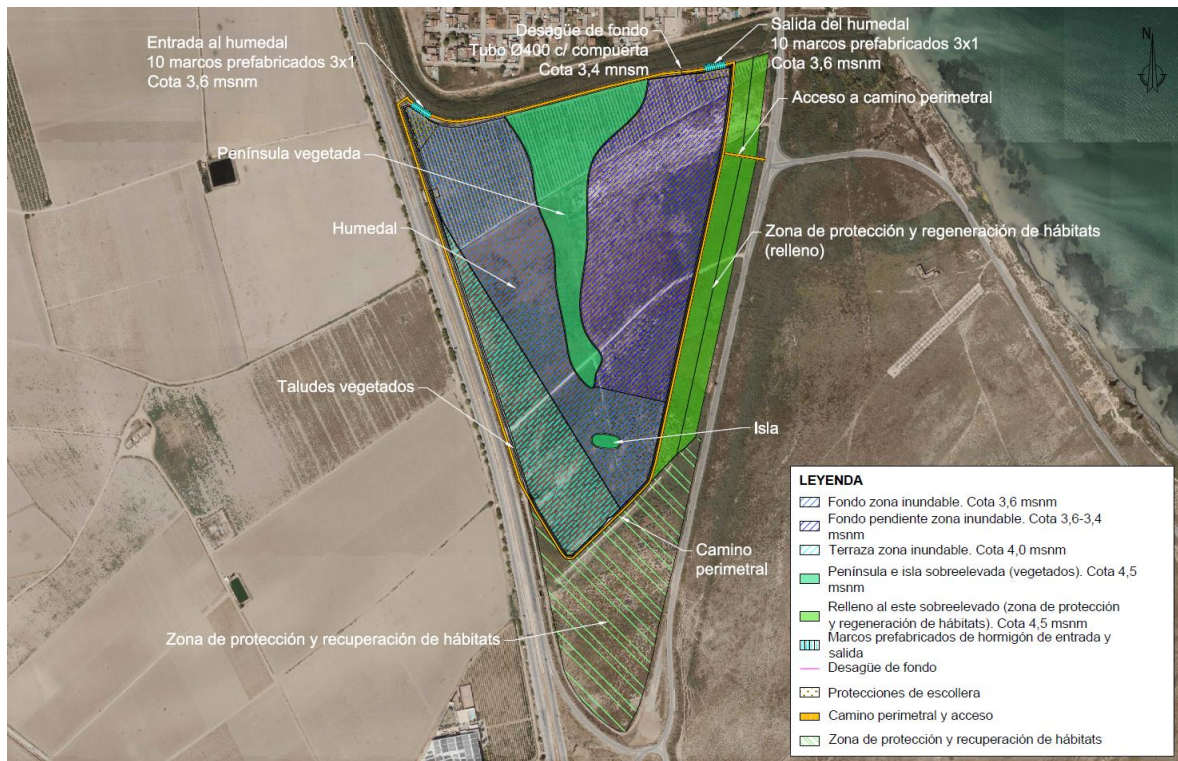 Entrada al humedal
10 marcos prefabricados 3x1
Cota 3,6 msnm
Desagüe de fondo
Tubo Ø400 c/ compuerta
Cota 3,4 mnsm
Salida del humedal
10 marcos prefabricados 3x1
Cota 3,6 msnm
N
Acceso a camino perimetral
Península vegetada
Humedal
Zona de protección y regeneración de hábitats
(relleno)
Taludes vegetados
Isla
Camino
perimetral
Zona de protección y recuperación de hábitats
LEYENDA
Fondo zona inundable. Cota 3,6 msnm
Fondo pendiente zona inundable. Cota 3,6-3,4
msnm
Terraza zona inundable. Cota 4,0 msnm
Península e isla sobreelevada (vegetados). Cota 4,5
msnm
Relleno al este sobreelevado (zona de protección
y regeneración de hábitats). Cota 4,5 msnm
Marcos prefabricados de hormigón de entrada y
salida
Desagüe de fondo
Protecciones de escollera
Camino perimetral y acceso
Zona de protección y recuperación de hábitats